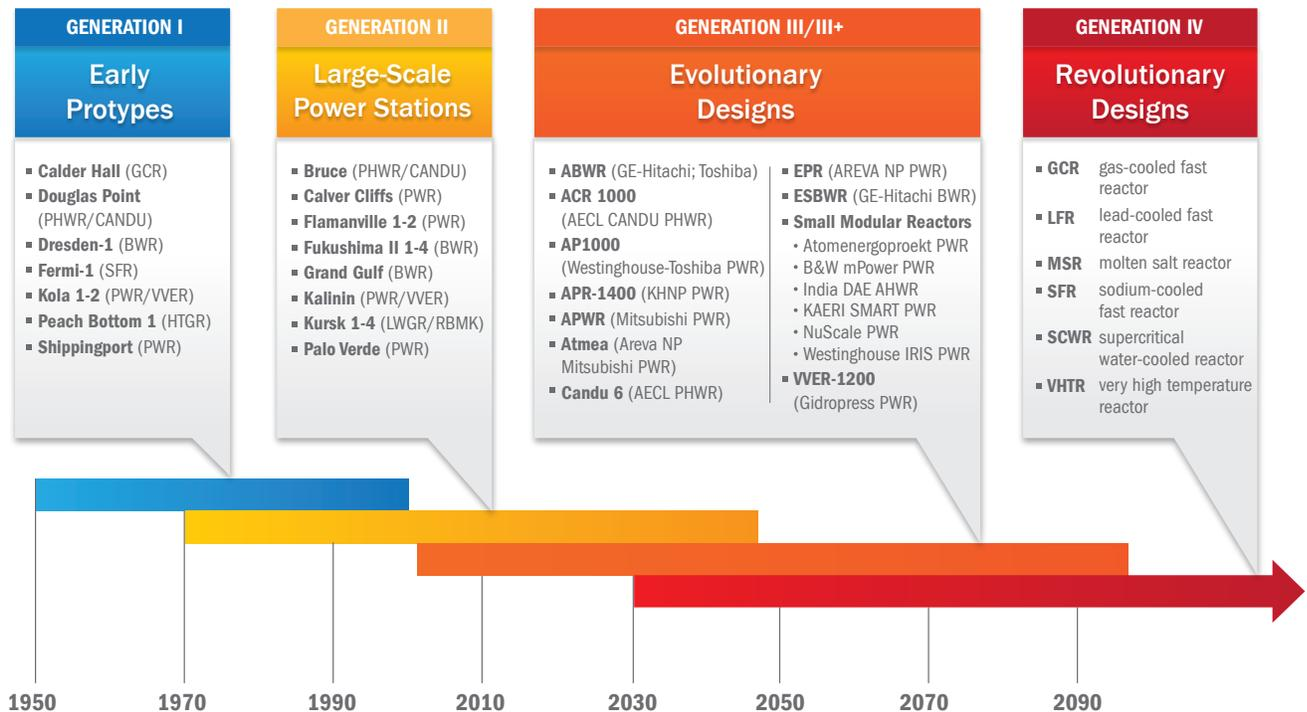 GENERATION I
Early
Protypes
▪ Calder Hall (GCR)
▪ Douglas Point
(PHWR/CANDU)
▪ Dresden-1 (BWR)
▪ Fermi-1 (SFR)
▪ Kola 1-2 (PWR/VVER)
▪ Peach Bottom 1 (HTGR)
▪ Shippingport (PWR)
GENERATION II
Large-Scale
Power Stations
▪ Bruce (PHWR/CANDU)
▪ Calver Cliffs (PWR)
▪ Flamanville 1-2 (PWR)
▪ Fukushima II 1-4 (BWR)
▪ Grand Gulf (BWR)
▪ Kalinin (PWR/VVER)
▪ Kursk 1-4 (LWGR/RBMK)
▪ Palo Verde (PWR)
GENERATION III/III+
Evolutionary
Designs
▪ ABWR (GE-Hitachi; Toshiba)
▪ ACR 1000
(AECL CANDU PHWR)
▪ AP1000
(Westinghouse-Toshiba PWR)
▪ APR-1400 (KHNP PWR)
▪ APWR (Mitsubishi PWR)
▪ Atmea (Areva NP
Mitsubishi PWR)
▪ Candu 6 (AECL PHWR)
▪ EPR (AREVA NP PWR)
▪ ESBWR (GE-Hitachi BWR)
▪ Small Modular Reactors
• Atomenergoproekt PWR
• B&W mPower PWR
• India DAE AHWR
• KAERI SMART PWR
• NuScale PWR
• Westinghouse IRIS PWR
▪ VVER-1200
(Gidropress PWR)
GENERATION IV
Revolutionary
Designs
▪ GCR gas-cooled fast
reactor
▪ LFR lead-cooled fast
reactor
▪ MSR molten salt reactor
▪ SFR sodium-cooled
fast reactor
▪ SCWR supercritical
water-cooled reactor
▪ VHTR very high temperature
reactor
1950 1970 1990 2010 2030 2050 2070 2090